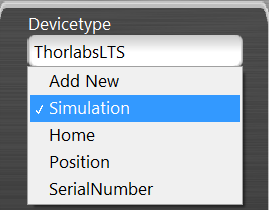 Devicetype
ThorlabsLTS
Add New
✓ Simulation
Home
Position
SerialNumber